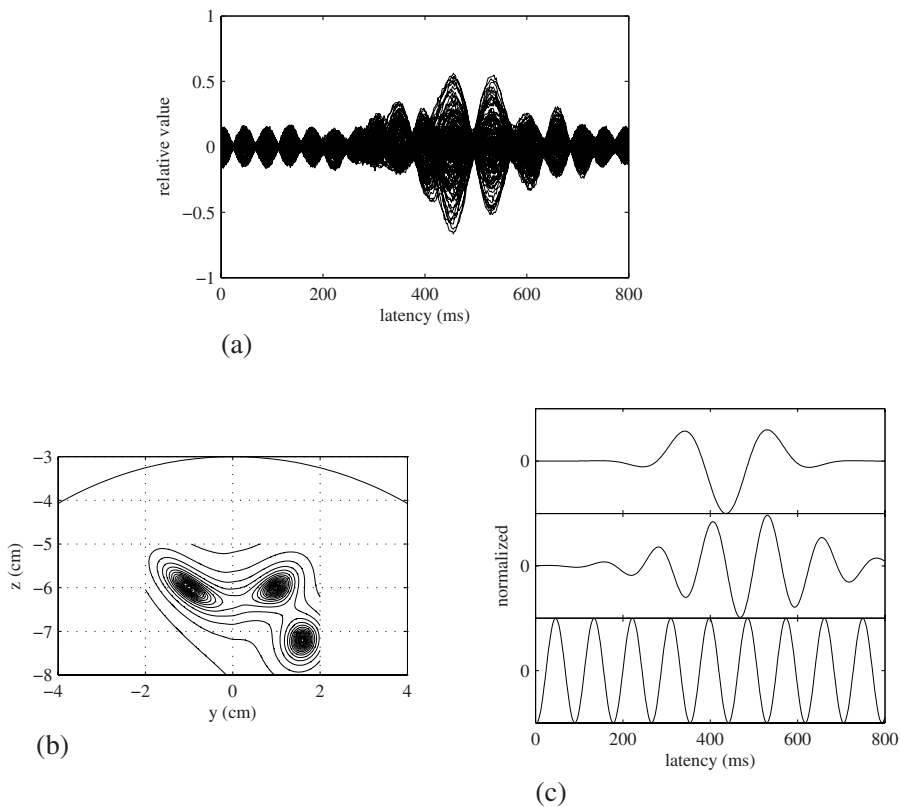 1
0.5
0
−0.5
−1
relative value
0 200 400 600 800
latency (ms)
(a)
−3
−4
−5
−6
−7
−8
z (cm)
−4 −2 0 2 4
y (cm)
(b)
0
0
0
normalized
0 200 400 600 800
latency (ms)
(c)